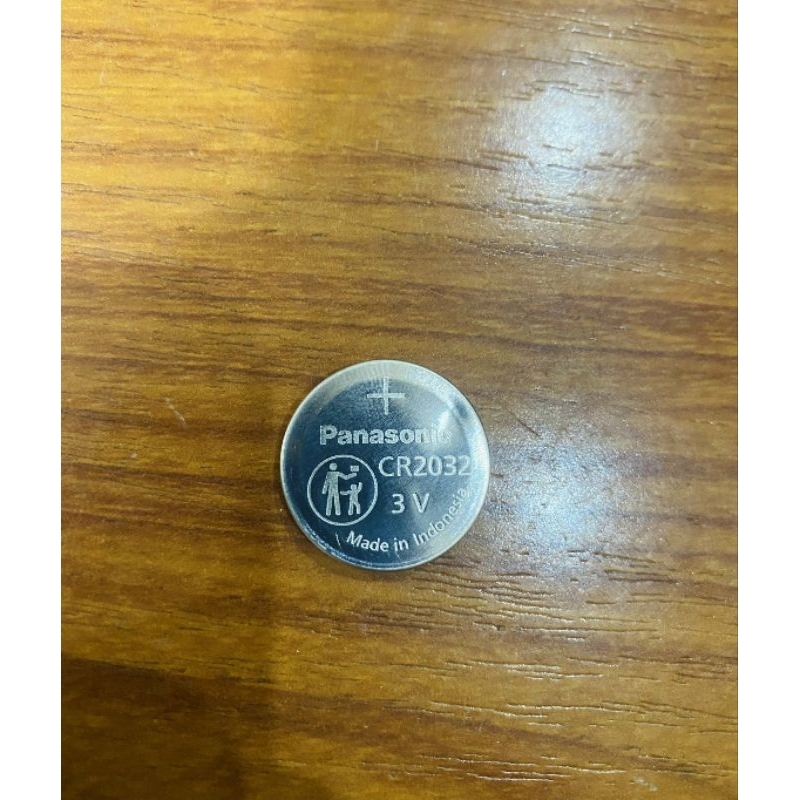 +
Panasonic
CR2032
3 V
Made in Indonesia